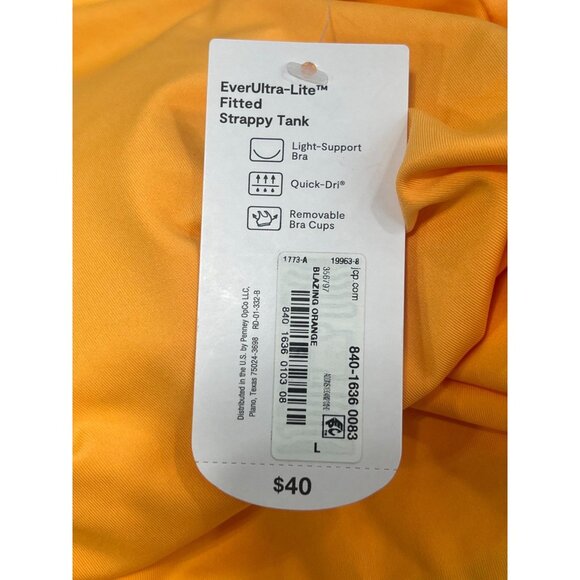 EverUltra-Lite™
Fitted
Strappy Tank
Light-Support
Bra
Quick-Dri®
Removable
Bra Cups
1773-A 19963-8
jcp.com
840-1636 0083
356797
BLAZING ORANGE
840 1636 0103 08
L
Distributed in the U.S. by Penney OpCo LLC,
Plano, Texas 75024-3698 RD-01-332-B
$40